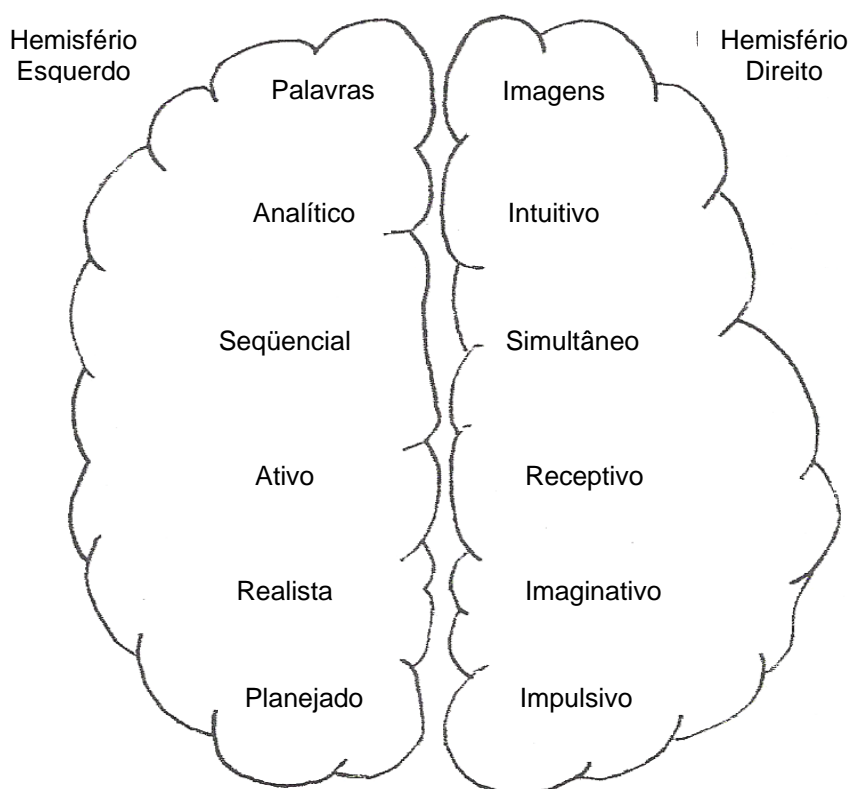 Hemisfério
Esquerdo
Hemisfério
Direito
Palavras
Imagens
Analítico
Intuitivo
Seqüencial
Simultâneo
Ativo
Receptivo
Realista
Imaginativo
Planejado
Impulsivo